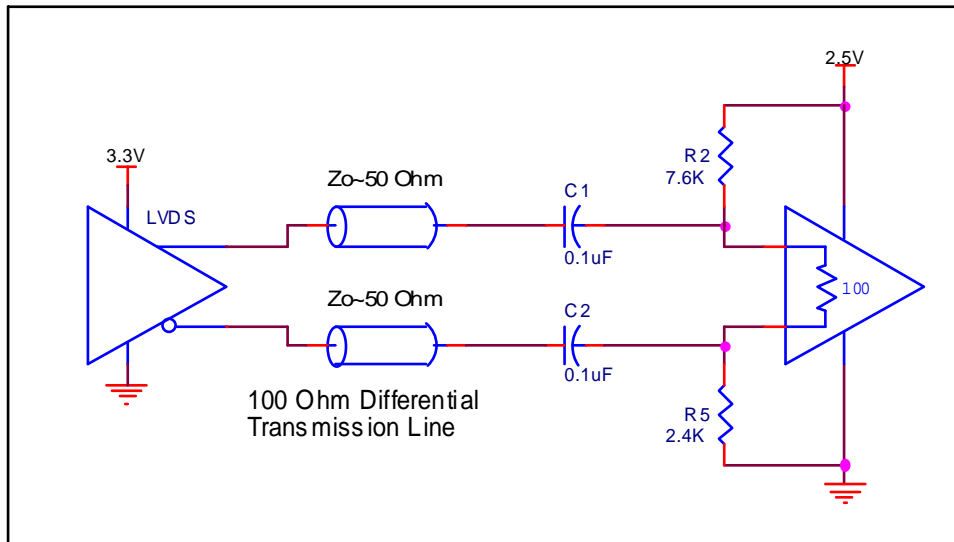 2.5V
3.3V
R2
7.6K
Zo~50 Ohm
C1
LVDS
0.1uF
100
Zo~50 Ohm
C2
0.1uF
100 Ohm Differential
Transmission Line
R5
2.4K